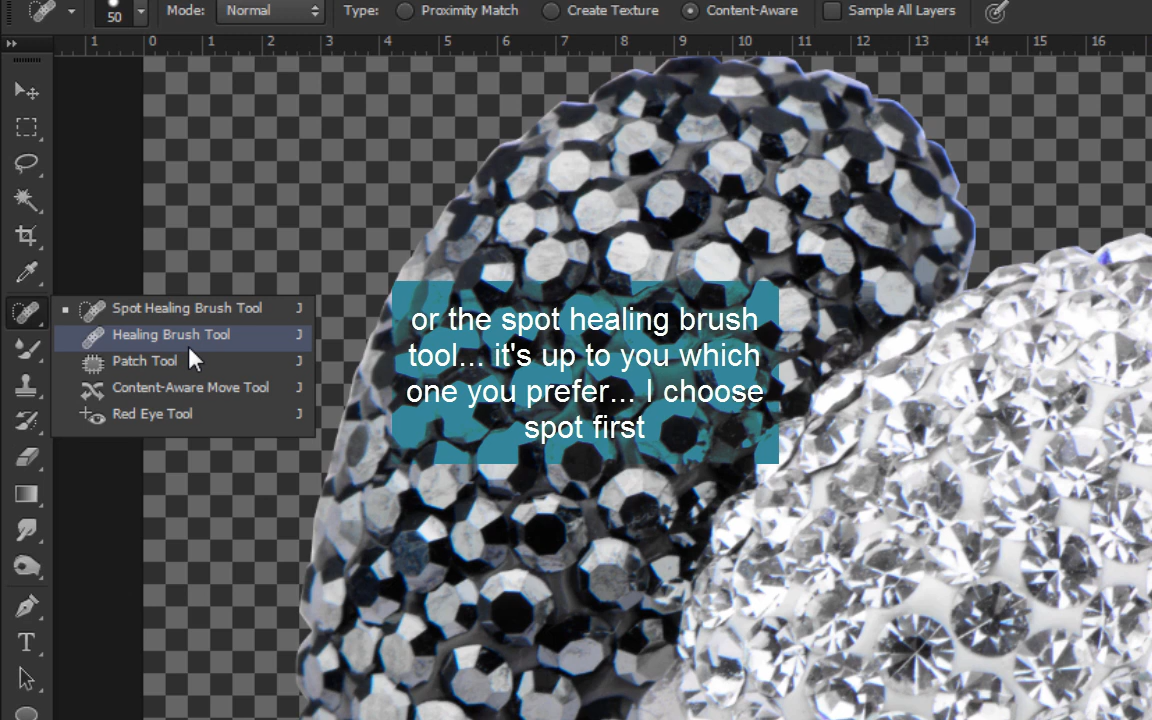 50
Mode:
Normal
Type:
Proximity Match
Create Texture
Content-Aware
Sample All Layers
1 0 1 2 3 4 5 6 7 8 9 10 11 12 13 14 15 16
Spot Healing Brush Tool J
Healing Brush Tool J
Patch Tool J
Content-Aware Move Tool J
Red Eye Tool J
or the spot healing brush
tool... it's up to you which
one you prefer... I choose
spot first